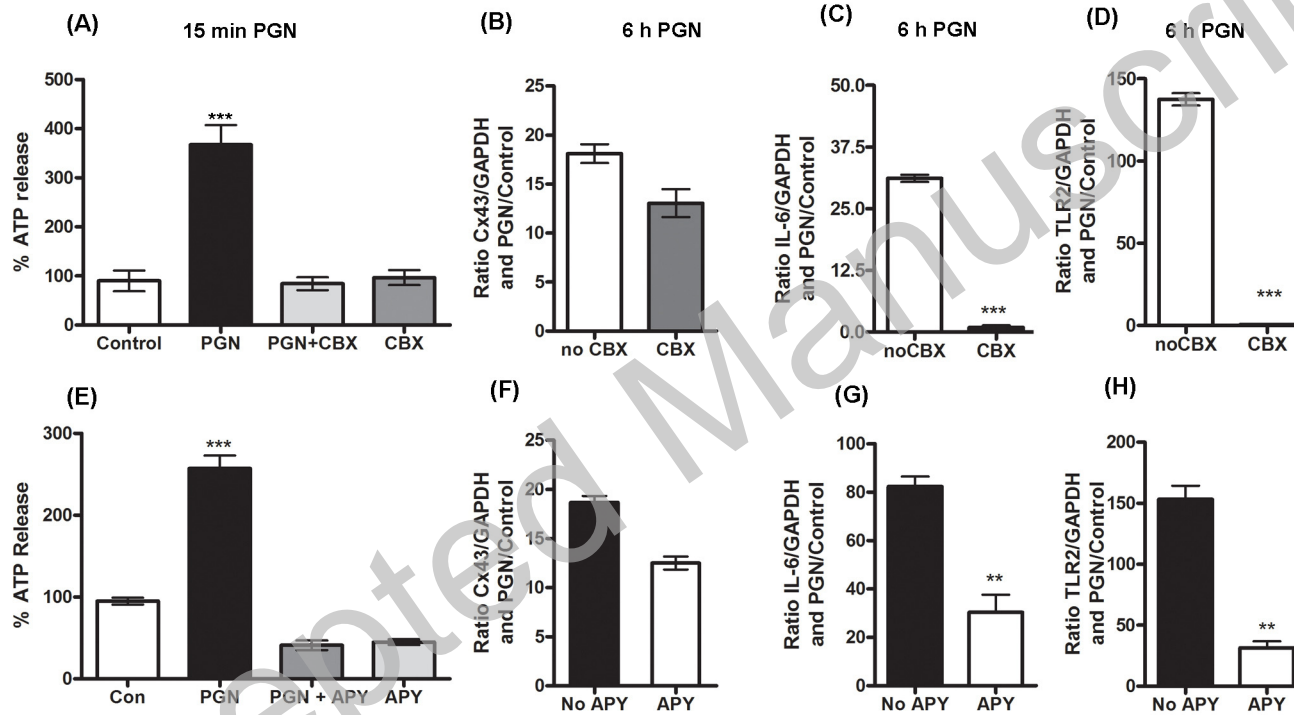 (A)
15 min PGN
% ATP release
500
400
300
200
100
0
***
Control PGN PGN+CBX CBX
(B)
6 h PGN
Ratio Cx43/GAPDH
and PGN/Control
25
20
15
10
5
0
no CBX CBX
(C)
6 h PGN
Ratio IL-6/GAPDH
and PGN/Control
50.0
37.5
25.0
12.5
0.0
***
noCBX CBX
(D)
6 h PGN
Ratio TLR2/GAPDH
and PGN/Control
150
100
50
0
***
noCBX CBX
(E)
% ATP Release
300
200
100
0
***
Con PGN PGN + APY APY
(F)
Ratio Cx43/GAPDH
and PGN/Control
25
20
15
10
5
0
No APY APY
(G)
Ratio IL-6/GAPDH
and PGN/Control
100
80
60
40
20
0
**
No APY APY
(H)
Ratio TLR2/GAPDH
and PGN/Control
200
150
100
50
0
**
No APY APY
epted Manuscri